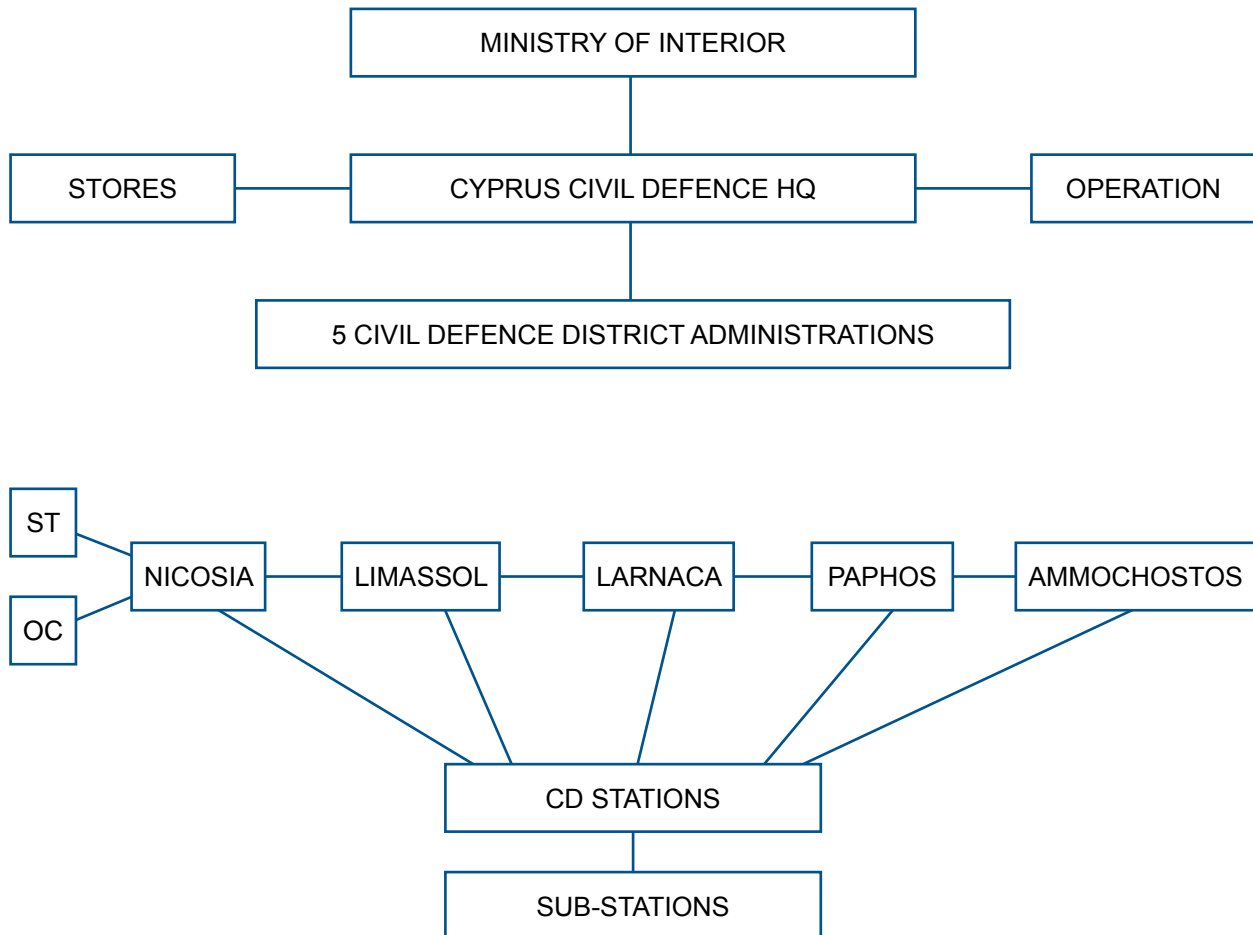 MINISTRY OF INTERIOR
STORES
CYPRUS CIVIL DEFENCE HQ
OPERATION
5 CIVIL DEFENCE DISTRICT ADMINISTRATIONS
ST
NICOSIA
LIMASSOL
LARNACA
PAPHOS
AMMOCHOSTOS
OC
CD STATIONS
SUB-STATIONS